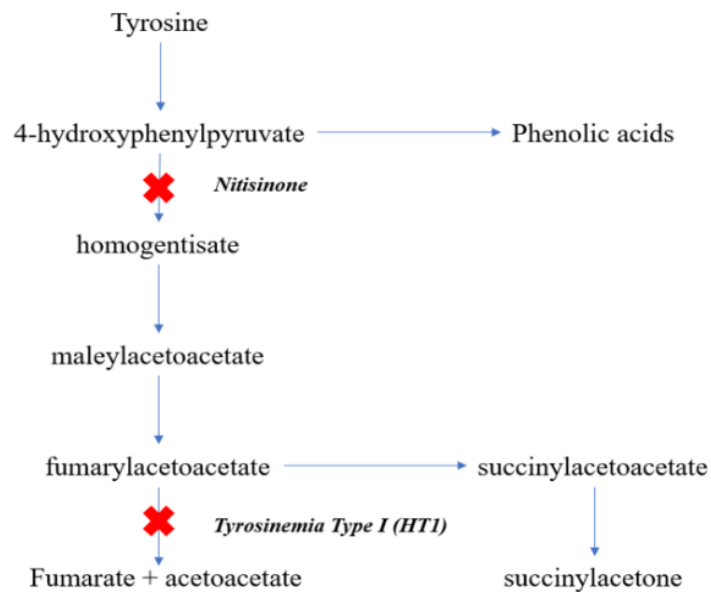 Tyrosine
4-hydroxyphenylpyruvate
Phenolic acids
Nitisinone
homogentisate
maleylacetoacetate
fumarylacetoacetate
succinylacetoacetate
Tyrosinemia Type I (HT1)
Fumarate + acetoacetate
succinylacetone